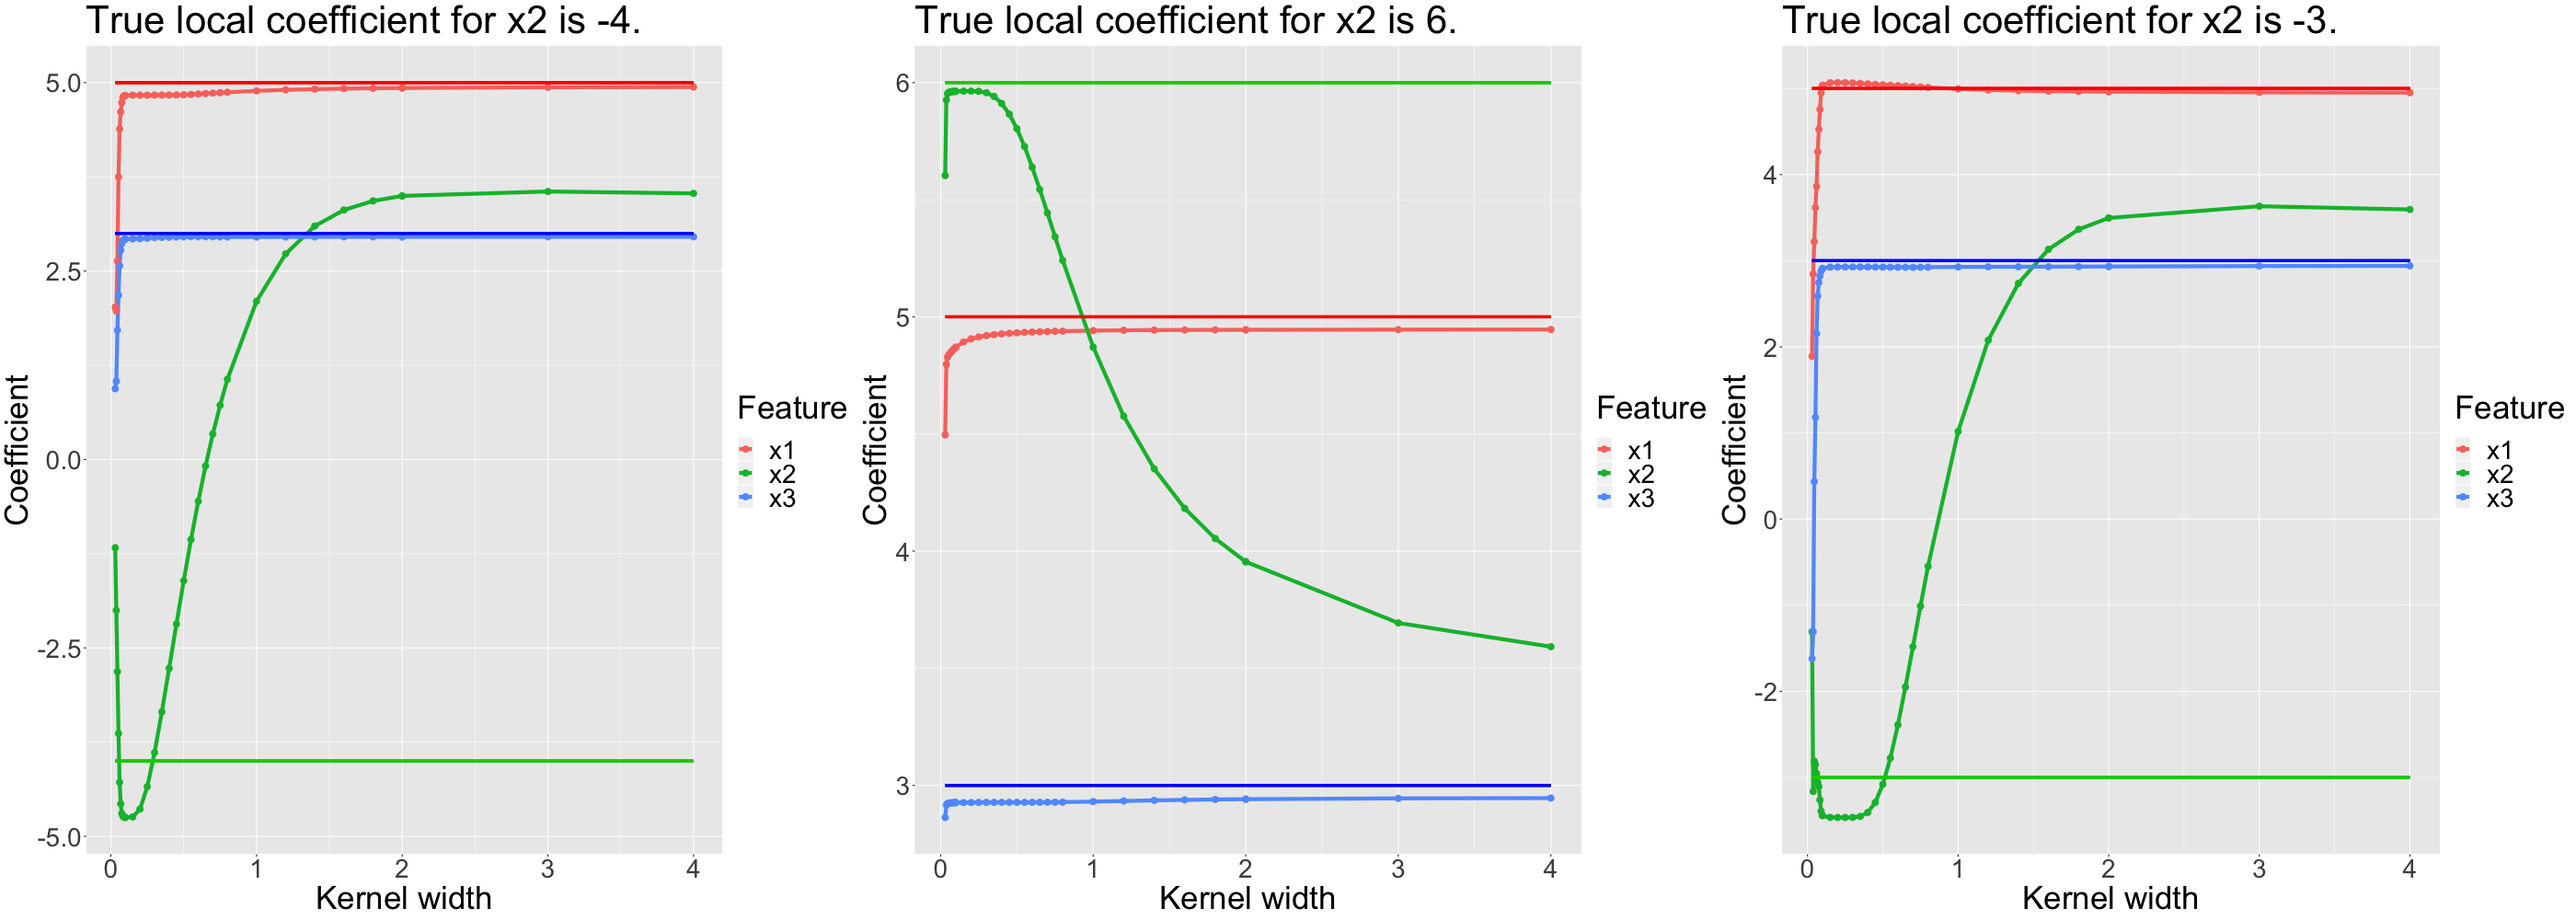 True local coefficient for x2 is -4.
5.0
2.5
0.0
-2.5
-5.0
Coefficient
0
1
2
3
4
Kernel width
Feature
x1
x2
x3
True local coefficient for x2 is 6.
6
5
4
3
Coefficient
0
1
2
3
4
Kernel width
Feature
x1
x2
x3
True local coefficient for x2 is -3.
4
2
0
-2
Coefficient
0
1
2
3
4
Kernel width
Feature
x1
x2
x3